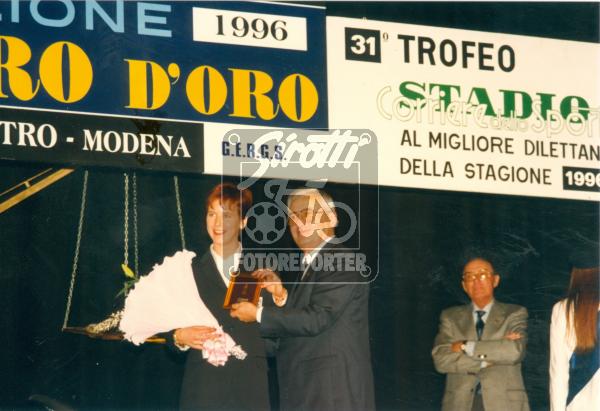 ZIONE
1996
RO D'ORO
TRO - MODENA
G.E.R.G.S.
31° TROFEO
STADIO
Corriere dello Sport
AL MIGLIORE DILETTAN
DELLA STAGIONE 1996
Sirotti
FOTOREPORTER